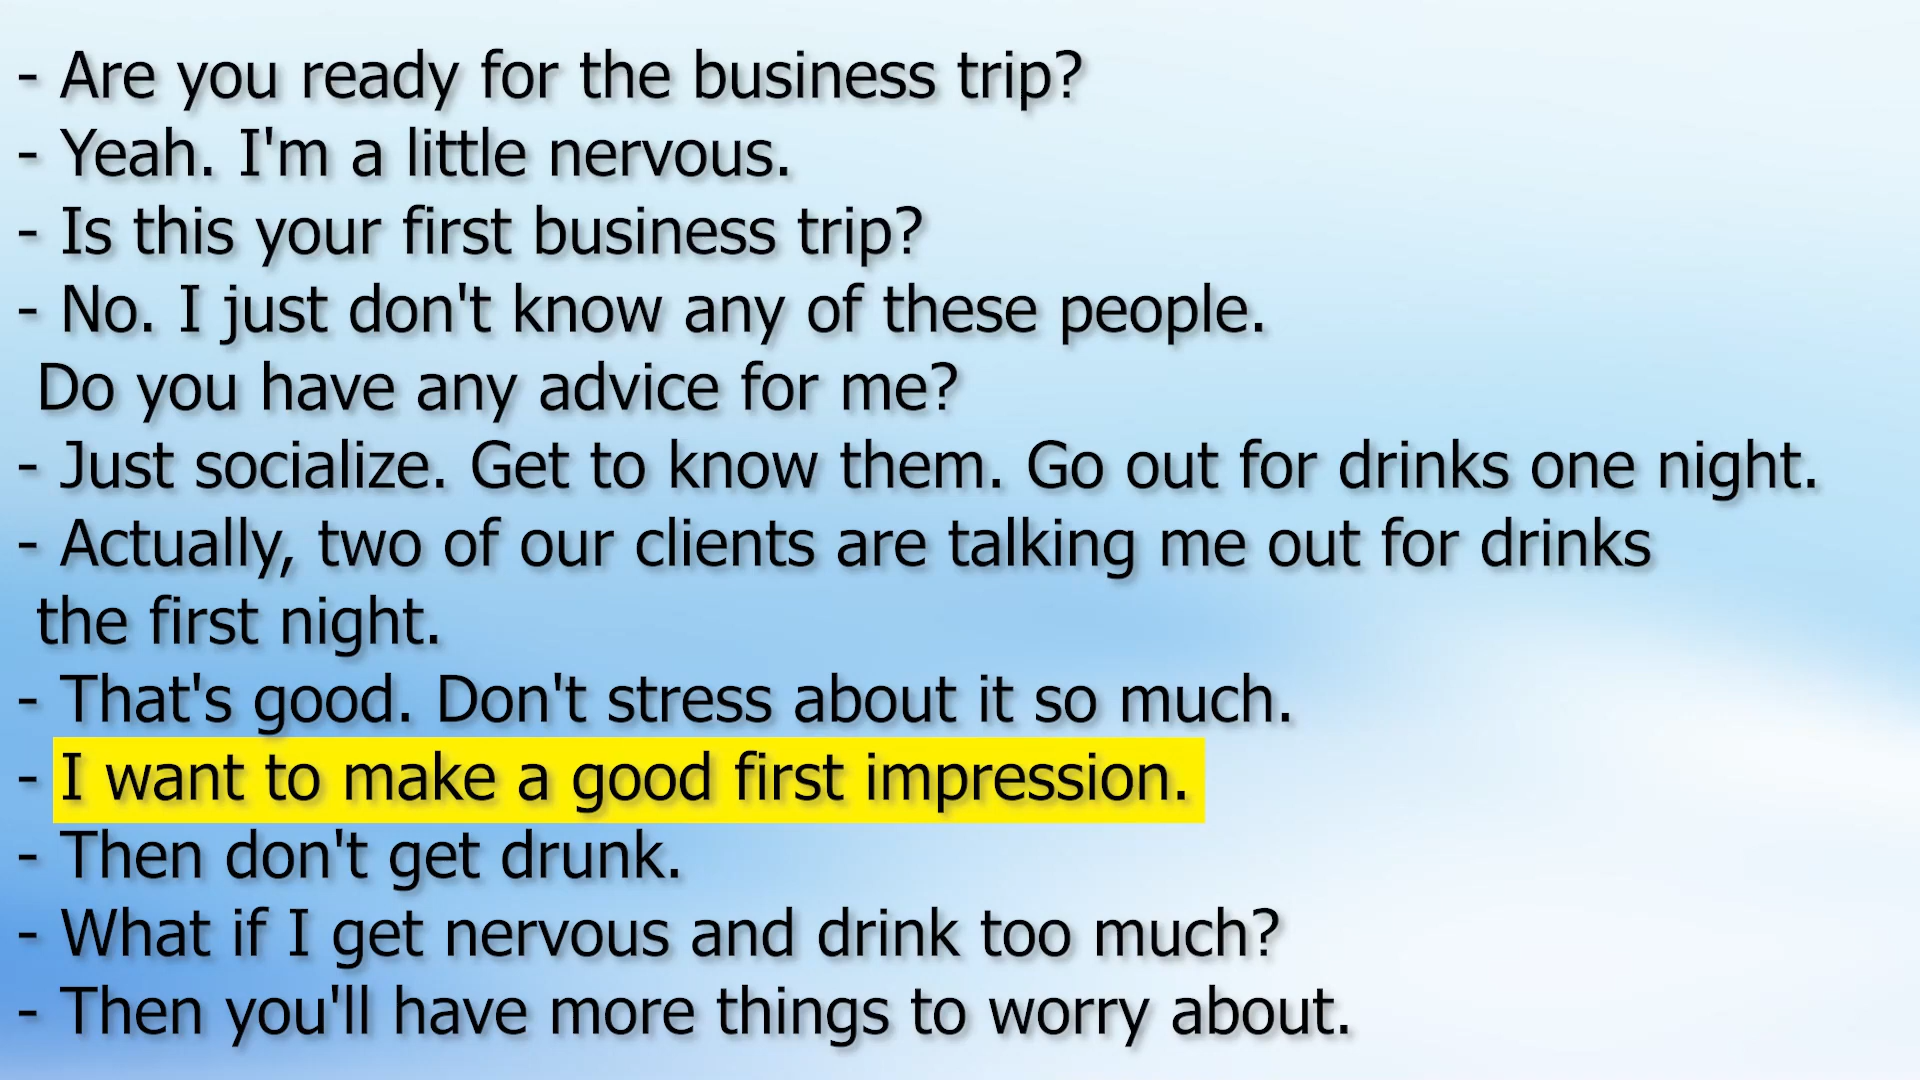 - Are you ready for the business trip?
- Yeah. I'm a little nervous.
- Is this your first business trip?
- No. I just don't know any of these people.
Do you have any advice for me?
- Just socialize. Get to know them. Go out for drinks one night.
- Actually, two of our clients are talking me out for drinks
the first night.
- That's good. Don't stress about it so much.
- I want to make a good first impression.
- Then don't get drunk.
- What if I get nervous and drink too much?
- Then you'll have more things to worry about.